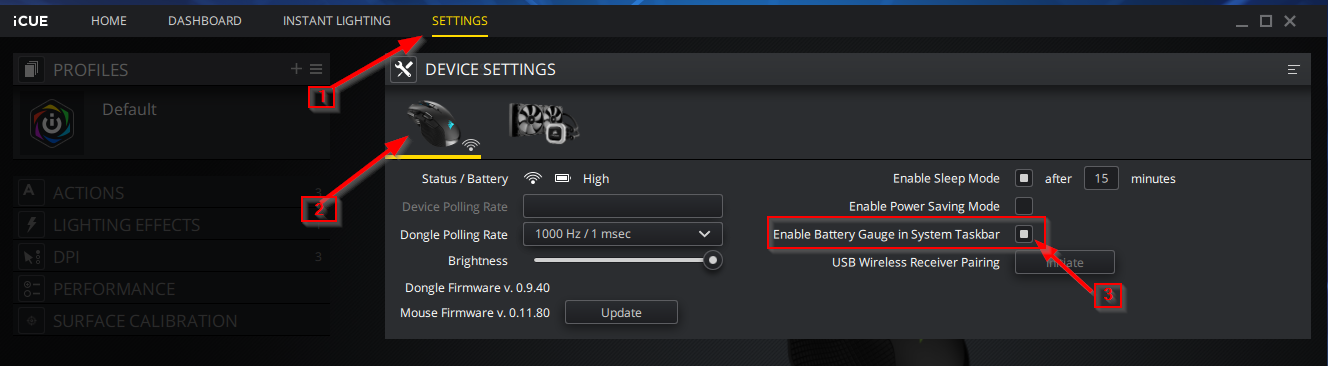 iCUE HOME DASHBOARD INSTANT LIGHTING SETTINGS
PROFILES
DEVICE SETTINGS
1
Default
2
Status / Battery High
Enable Sleep Mode after 15 minutes
ACTIONS 3
Device Polling Rate
Enable Power Saving Mode
LIGHTING EFFECTS
Dongle Polling Rate 1000 Hz / 1 msec
Enable Battery Gauge in System Taskbar
DPI 3
Brightness
USB Wireless Receiver Pairing Initiate
PERFORMANCE
Dongle Firmware v. 0.9.40
3
SURFACE CALIBRATION
Mouse Firmware v. 0.11.80 Update